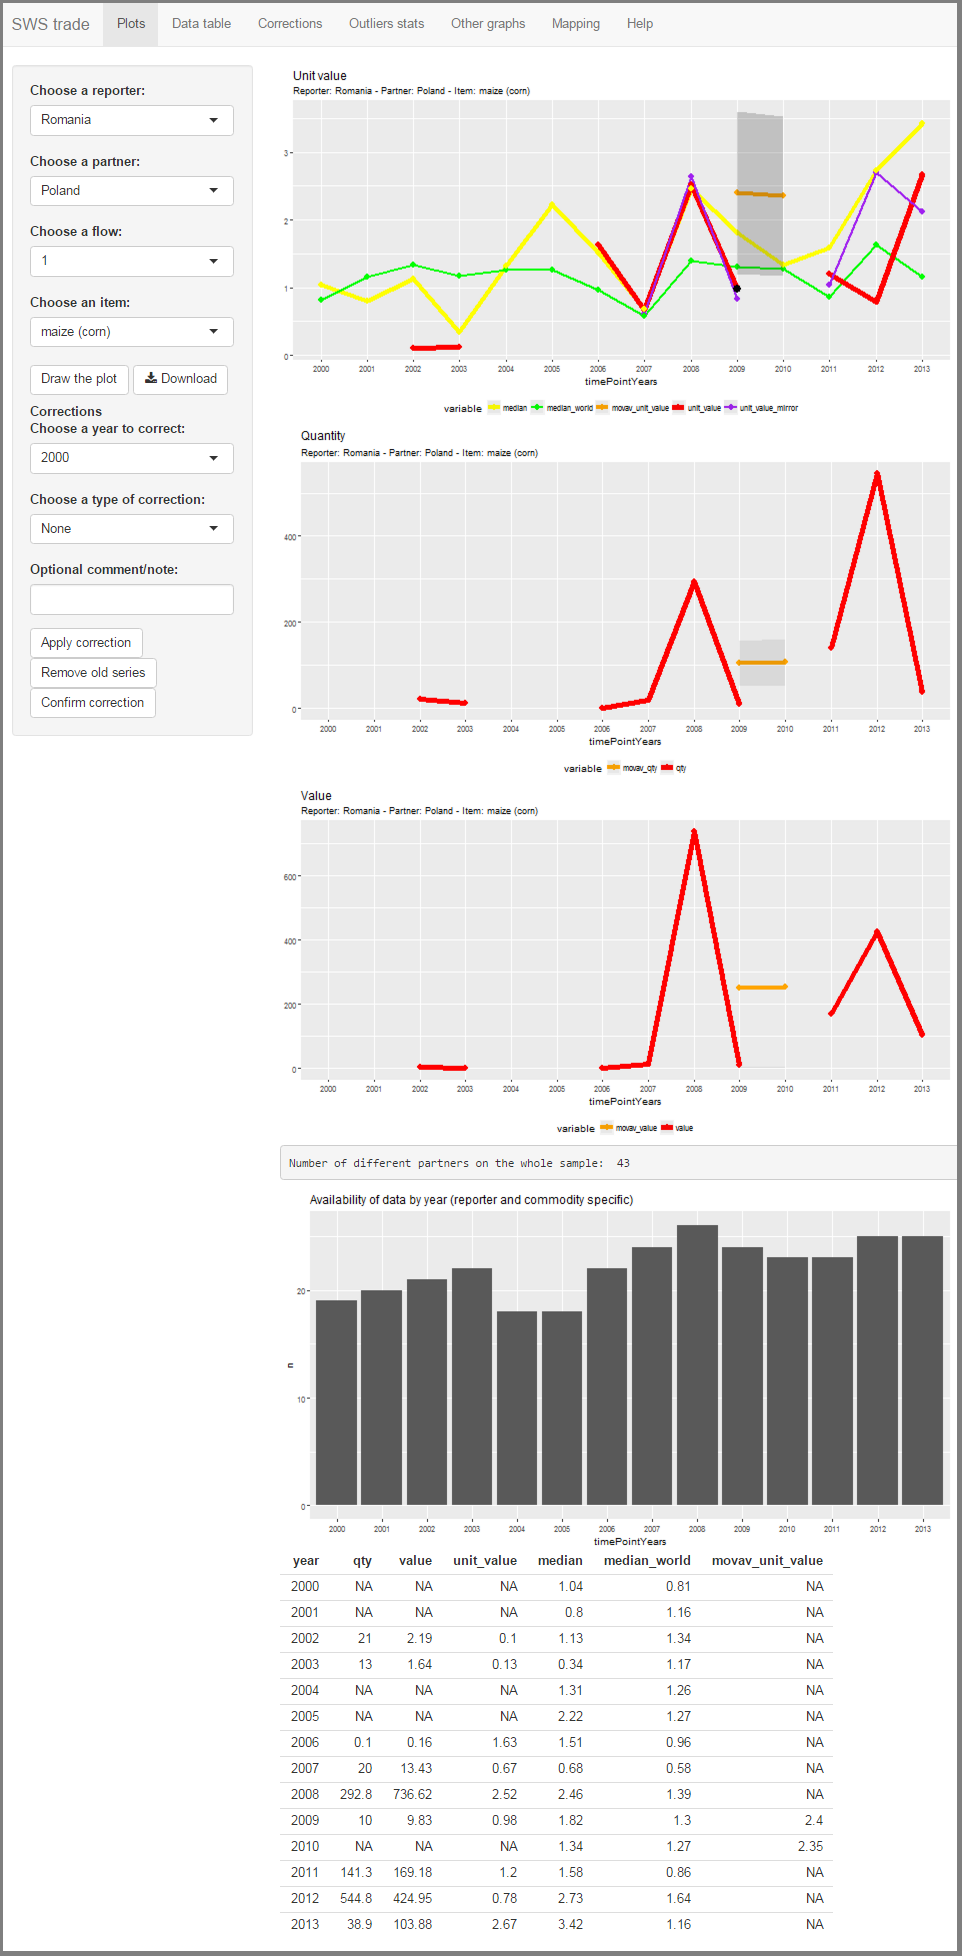 SWS trade Plots Data table Corrections Outliers stats Other graphs Mapping Help
Choose a reporter:
Romania
Choose a partner:
Poland
Choose a flow:
1
Choose an item:
maize (corn)
Draw the plot Download
Corrections
Choose a year to correct:
2000
Choose a type of correction:
None
Optional comment/note:
Apply correction
Remove old series
Confirm correction
Unit value
Reporter: Romania - Partner: Poland - Item: maize (corn)
3
2
1
0
2000 2001 2002 2003 2004 2005 2006 2007 2008 2009 2010 2011 2012 2013
timePointYears
variable median median_world movav_unit_value unit_value unit_value_mirror
Quantity
Reporter: Romania - Partner: Poland - Item: maize (corn)
400
200
0
2000 2001 2002 2003 2004 2005 2006 2007 2008 2009 2010 2011 2012 2013
timePointYears
variable movav_qty qty
Value
Reporter: Romania - Partner: Poland - Item: maize (corn)
600
400
200
0
2000 2001 2002 2003 2004 2005 2006 2007 2008 2009 2010 2011 2012 2013
timePointYears
variable movav_value value
Number of different partners on the whole sample: 43
Availability of data by year (reporter and commodity specific)
20
n
10
0
2000 2001 2002 2003 2004 2005 2006 2007 2008 2009 2010 2011 2012 2013
timePointYears
year qty value unit_value median median_world movav_unit_value
2000 NA NA NA 1.04 0.81 NA
2001 NA NA NA 0.8 1.16 NA
2002 21 2.19 0.1 1.13 1.34 NA
2003 13 1.64 0.13 0.34 1.17 NA
2004 NA NA NA 1.31 1.26 NA
2005 NA NA NA 2.22 1.27 NA
2006 0.1 0.16 1.63 1.51 0.96 NA
2007 20 13.43 0.67 0.68 0.58 NA
2008 292.8 736.62 2.52 2.46 1.39 NA
2009 10 9.83 0.98 1.82 1.3 2.4
2010 NA NA NA 1.34 1.27 2.35
2011 141.3 169.18 1.2 1.58 0.86 NA
2012 544.8 424.95 0.78 2.73 1.64 NA
2013 38.9 103.88 2.67 3.42 1.16 NA